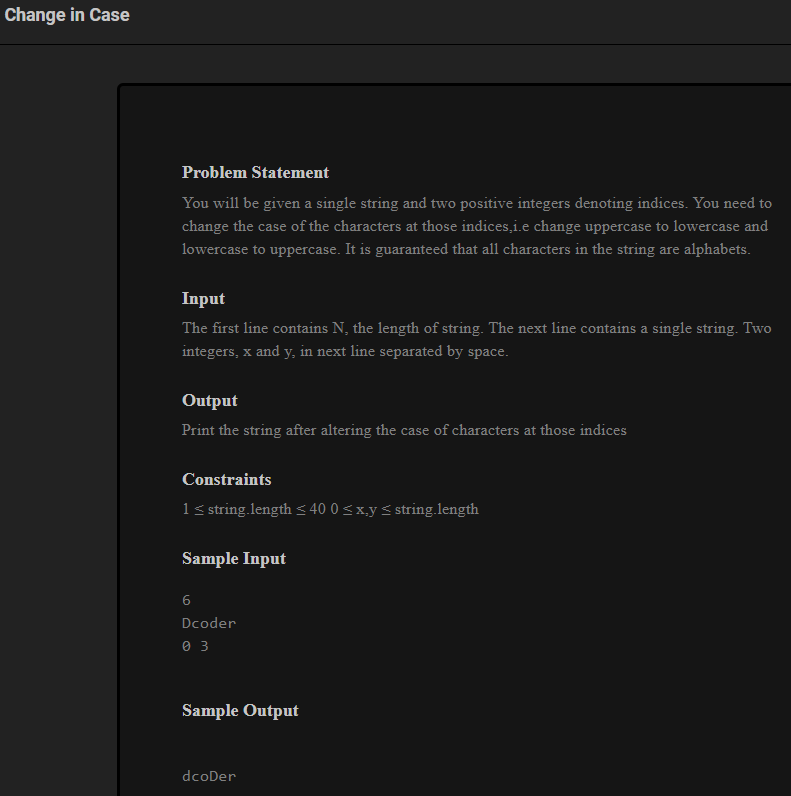 Change in Case
Problem Statement
You will be given a single string and two positive integers denoting indices. You need to
change the case of the characters at those indices,i.e change uppercase to lowercase and
lowercase to uppercase. It is guaranteed that all characters in the string are alphabets.
Input
The first line contains N, the length of string. The next line contains a single string. Two
integers, x and y, in next line separated by space.
Output
Print the string after altering the case of characters at those indices
Constraints
1 ≤ string.length ≤ 40 0 ≤ x,y ≤ string.length
Sample Input
6
Dcoder
0 3
Sample Output
dcoDer